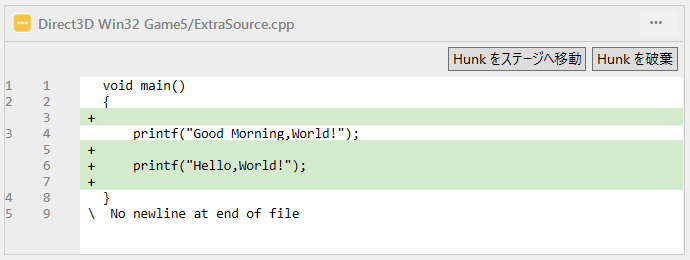 Direct3D Win32 Game5/ExtraSource.cpp
Hunk をステージへ移動 Hunk を破棄
1 1 void main()
2 2 {
3 +
3 4 printf("Good Morning,World!");
5 +
6 + printf("Hello,World!");
7 +
4 8 }
5 9 \ No newline at end of file